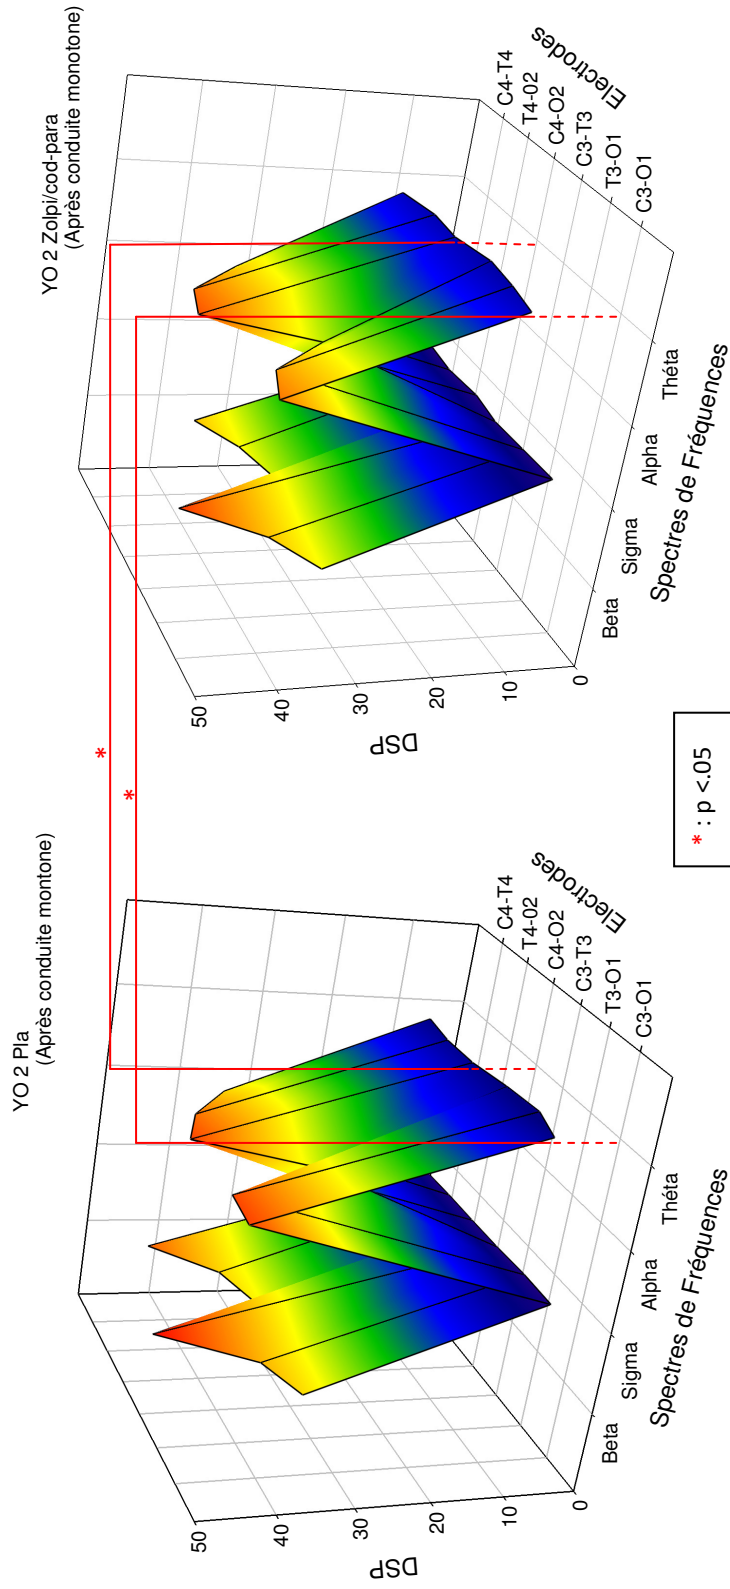 YO 2 Pla
(Après conduite montone)
50
40
30
20
10
0
DSP
Beta
Sigma
Alpha
Théta
Spectres de Fréquences
C4-T4
T4-02
C4-O2
C3-T3
T3-O1
C3-O1
Electrodes
*
*
YO 2 Zolpi/cod-para
(Après conduite monotone)
50
40
30
20
10
0
DSP
Beta
Sigma
Alpha
Théta
Spectres de Fréquences
C4-T4
T4-02
C4-O2
C3-T3
T3-O1
C3-O1
Electrodes
* : p <.05